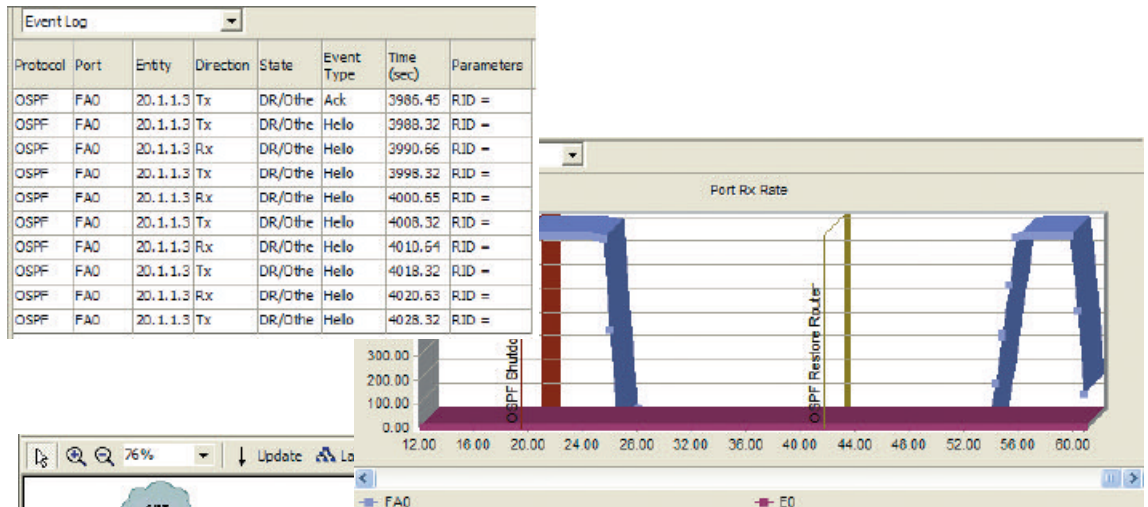 Event Log
Protocol Port Entity Direction State Event Type Time (sec) Parameters
OSPF FA0 20.1.1.3 Tx DR/Othe Ack 3986.45 RID =
OSPF FA0 20.1.1.3 Tx DR/Othe Hello 3988.32 RID =
OSPF FA0 20.1.1.3 Rx DR/Othe Hello 3990.66 RID =
OSPF FA0 20.1.1.3 Tx DR/Othe Hello 3998.32 RID =
OSPF FA0 20.1.1.3 Rx DR/Othe Hello 4000.65 RID =
OSPF FA0 20.1.1.3 Tx DR/Othe Hello 4008.32 RID =
OSPF FA0 20.1.1.3 Rx DR/Othe Hello 4010.64 RID =
OSPF FA0 20.1.1.3 Tx DR/Othe Hello 4018.32 RID =
OSPF FA0 20.1.1.3 Rx DR/Othe Hello 4020.63 RID =
OSPF FA0 20.1.1.3 Tx DR/Othe Hello 4028.32 RID =
Port Rx Rate
OSPF Shutdo
OSPF Restore Router
300.00
200.00
100.00
0.00
12.00 16.00 20.00 24.00 28.00 32.00 36.00 40.00 44.00 48.00 52.00 56.00 60.00
76% Update La
FA0 E0